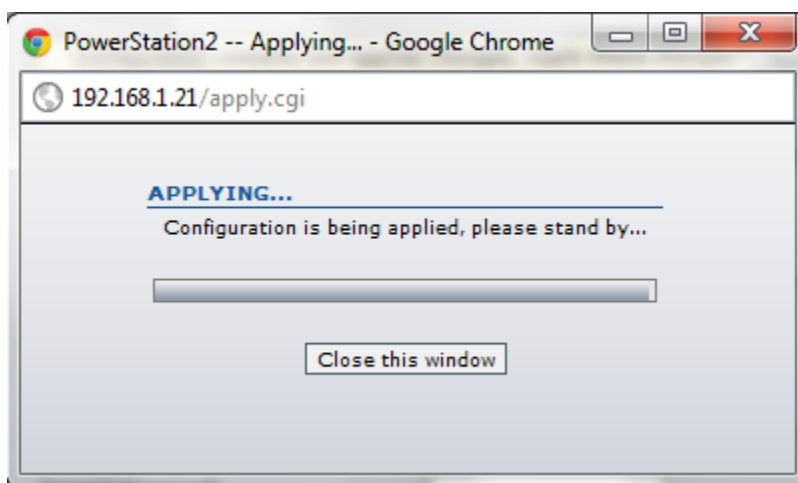 PowerStation2 -- Applying... - Google Chrome
192.168.1.21/apply.cgi
APPLYING...
Configuration is being applied, please stand by...
Close this window